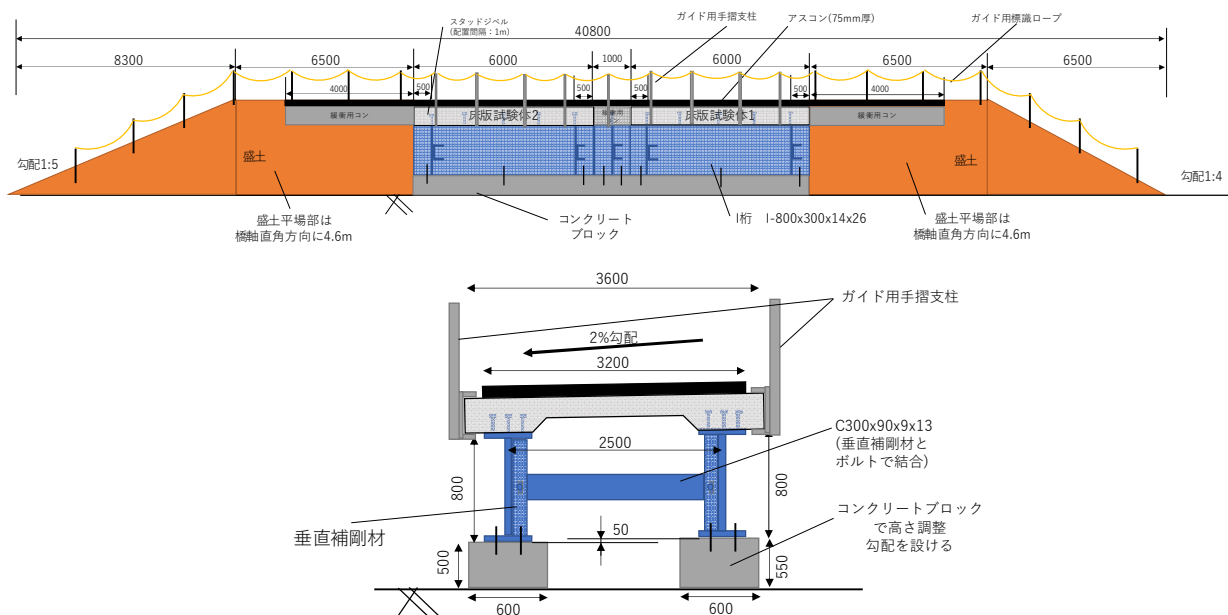 スタッドジベル
(配置間隔：1m)
ガイド用手摺支柱
アスコン(75mm厚)
ガイド用標識ロープ
40800
8300
6500
6000
1000
6000
6500
6500
4000
500
500
500
500
4000
緩衝用コン
床版試験体2
緩衝用
コン
床版試験体1
緩衝用コン
勾配1:5
盛土
盛土
勾配1:4
盛土平場部は
橋軸直角方向に4.6m
コンクリート
ブロック
I桁 I-800x300x14x26
盛土平場部は
橋軸直角方向に4.6m
3600
ガイド用手摺支柱
2%勾配
3200
2500
C300x90x9x13
(垂直補剛材と
ボルトで結合)
800
800
垂直補剛材
50
コンクリートブロック
で高さ調整
勾配を設ける
500
550
600
600